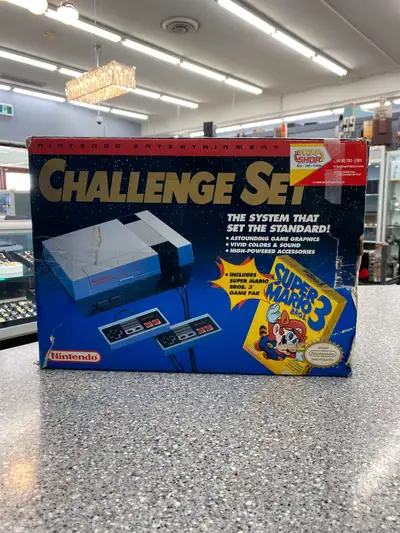 NINTENDO ENTERTAINMENT
SHOP
CHALLENGE SET
THE SYSTEM THAT
SET THE STANDARD!
• ASTOUNDING GAME GRAPHICS
• VIVID COLORS & SOUND
• HIGH-POWERED ACCESSORIES
• INCLUDES
SUPER MARIO
BROS. 3
GAME PAK
SUPER
MARIO
BROS.
3
Nintendo